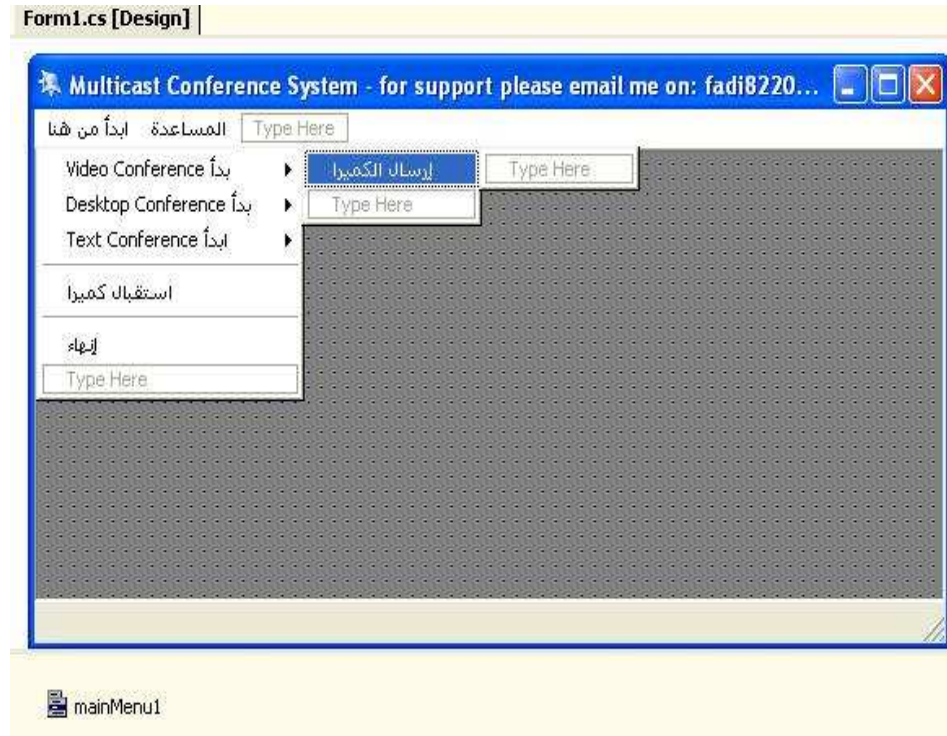 Form1.cs [Design]
Multicast Conference System - for support please email me on: fadi8220...
ابدأ من هنا المساعدة Type Here
بدأ Video Conference
إرسال الكميرا
Type Here
بدأ Desktop Conference
Type Here
ابدأ Text Conference
استقبال كميرا
إنهاء
Type Here
mainMenu1